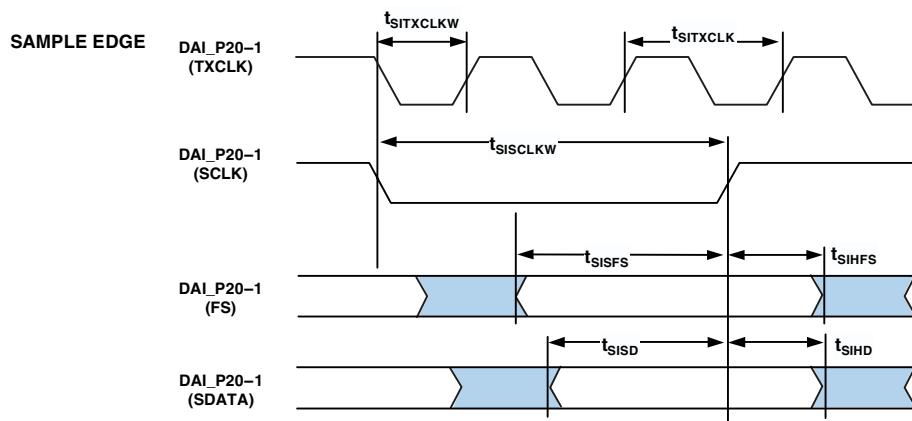 SAMPLE EDGE
DAI_P20–1
(TXCLK)
tSITXCLKW
tSITXCLK
DAI_P20–1
(SCLK)
tSISCLKW
DAI_P20–1
(FS)
tSISFS
tSIHFS
DAI_P20–1
(SDATA)
tSISD
tSIHD